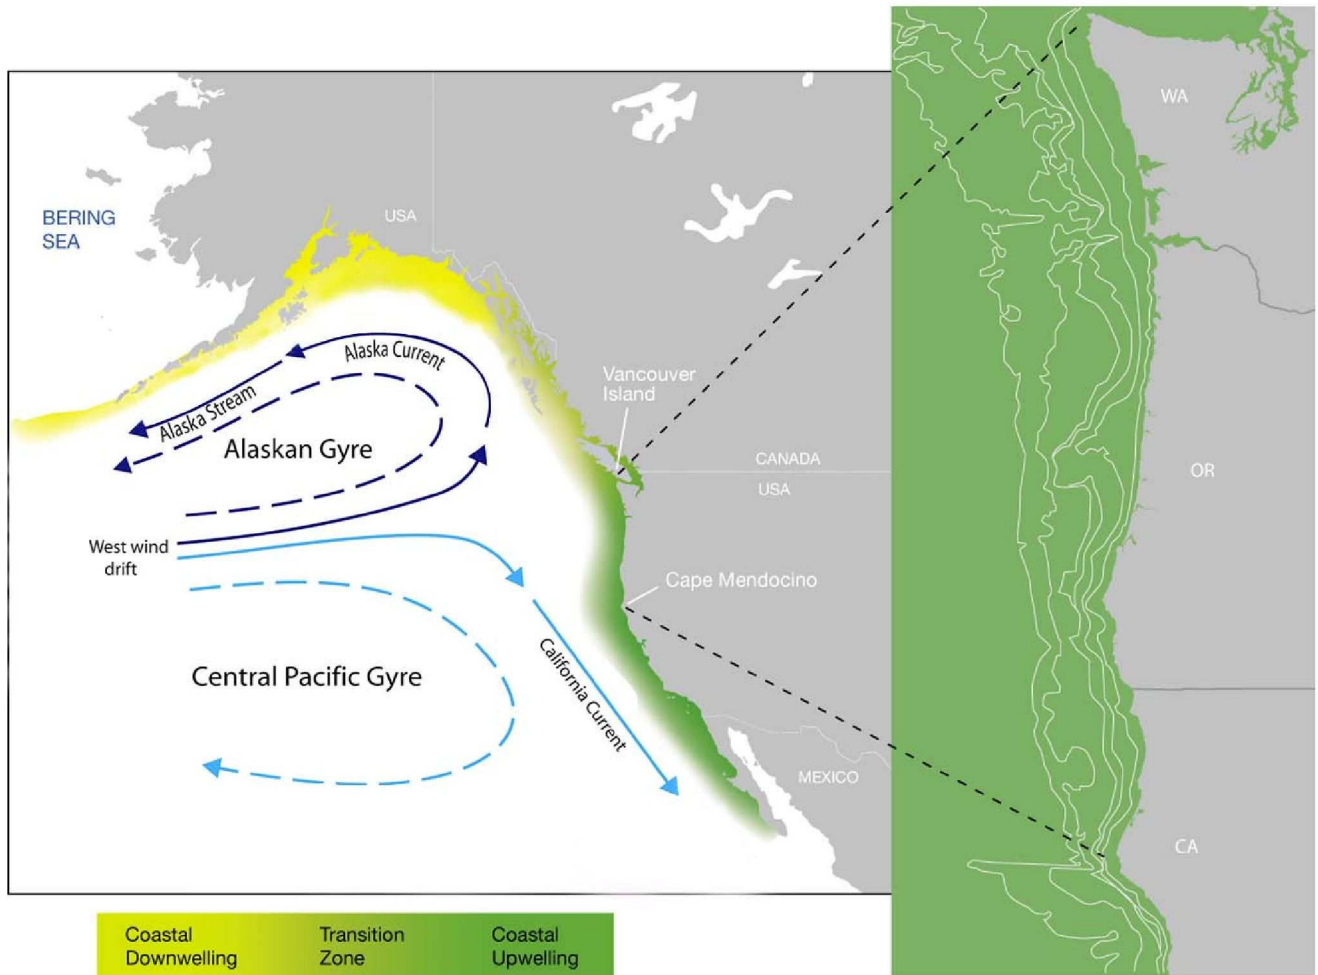 WA
BERING
SEA
USA
Alaska Current
Alaska Stream
Vancouver
Island
Alaskan Gyre
CANADA
USA
OR
West wind
drift
Cape Mendocino
Central Pacific Gyre
California Current
MEXICO
CA
Coastal
Downwelling
Transition
Zone
Coastal
Upwelling